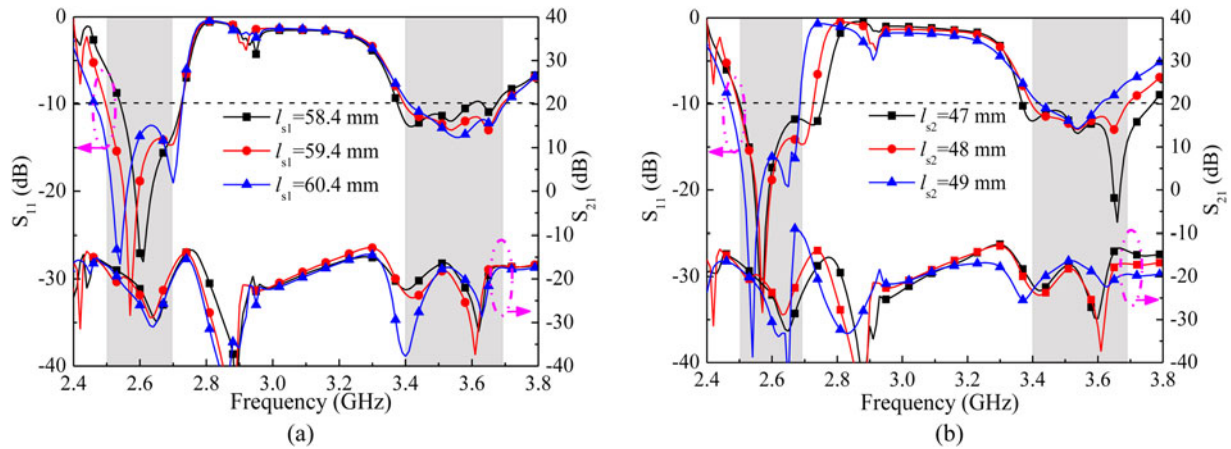 0
-10
-20
-30
-40
S11 (dB)
40
30
20
10
0
-10
-20
-30
-40
S21 (dB)
ls1=58.4 mm
ls1=59.4 mm
ls1=60.4 mm
2.4 2.6 2.8 3.0 3.2 3.4 3.6 3.8
Frequency (GHz)
(a)
0
-10
-20
-30
-40
S11 (dB)
40
30
20
10
0
-10
-20
-30
-40
S21 (dB)
ls2=47 mm
ls2=48 mm
ls2=49 mm
2.4 2.6 2.8 3.0 3.2 3.4 3.6 3.8
Frequency (GHz)
(b)